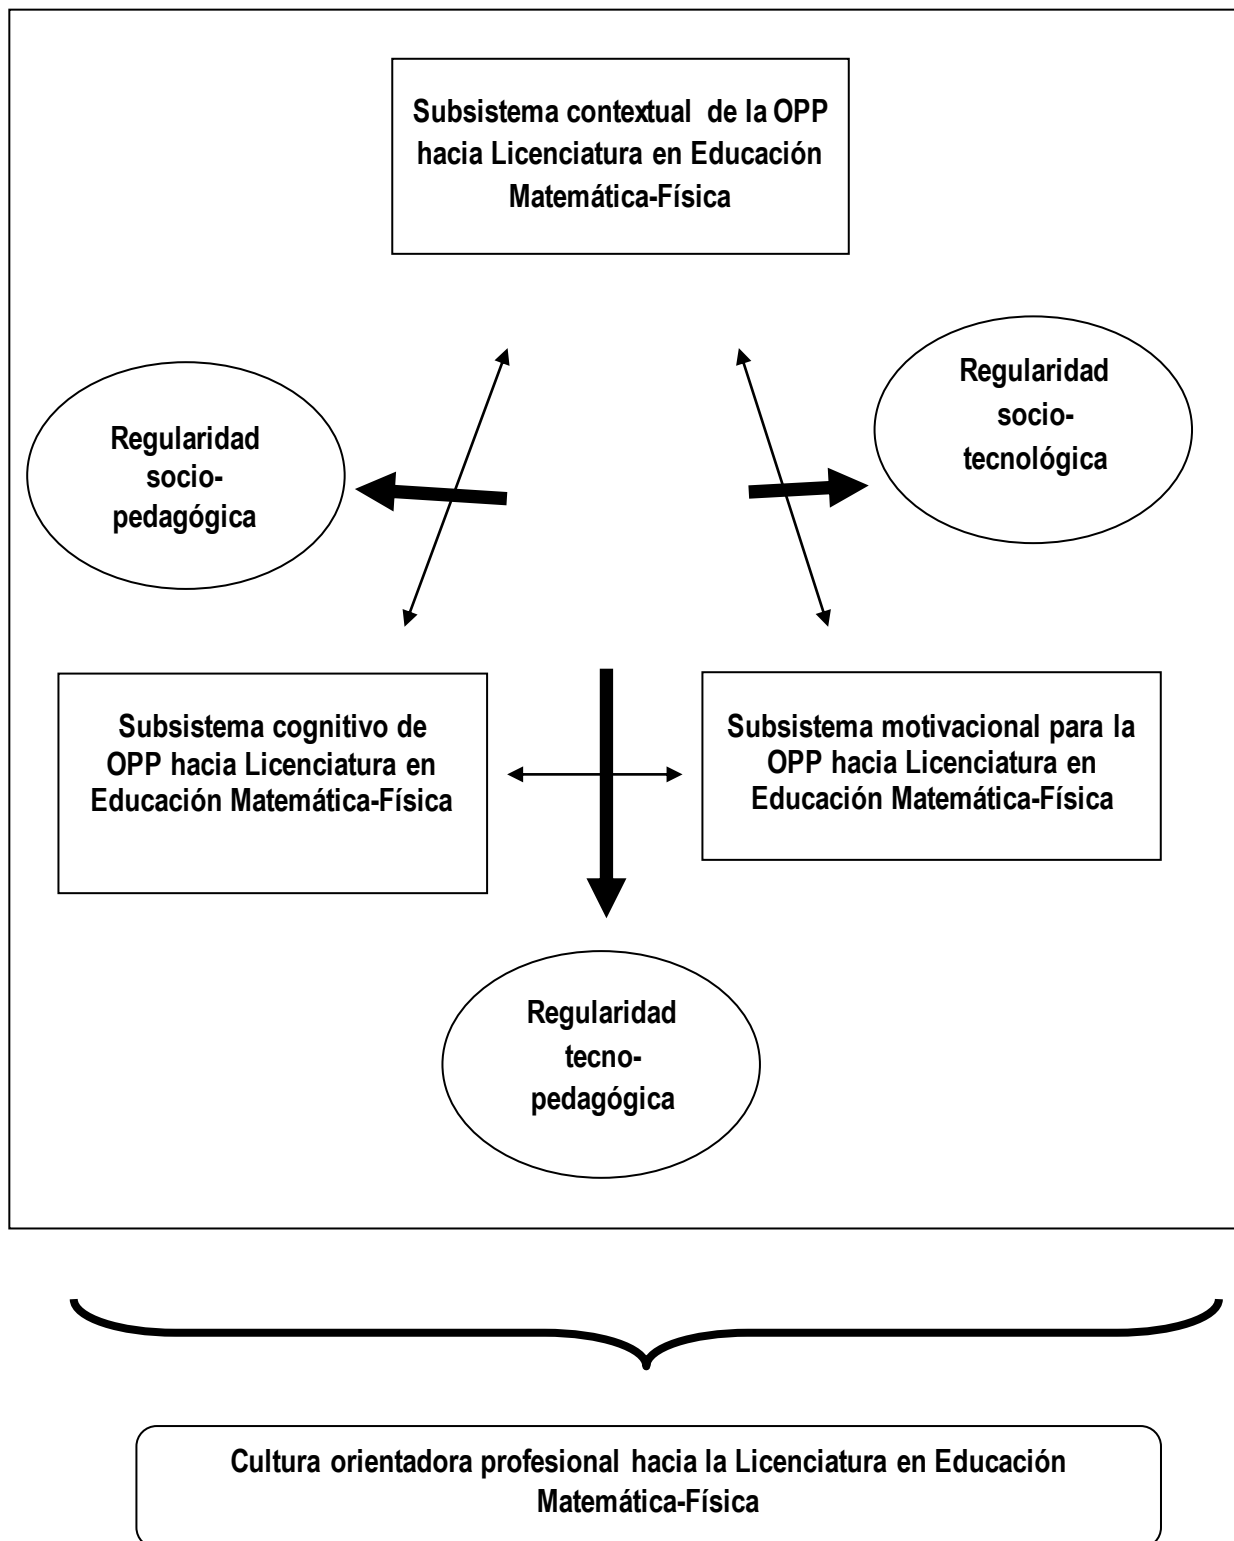 Subsistema contextual de la OPP
hacia Licenciatura en Educación
Matemática-Física
Regularidad
socio-
pedagógica
Regularidad
socio-
tecnológica
Subsistema cognitivo de
OPP hacia Licenciatura en
Educación Matemática-Física
Subsistema motivacional para la
OPP hacia Licenciatura en
Educación Matemática-Física
Regularidad
tecno-
pedagógica
Cultura orientadora profesional hacia la Licenciatura en Educación
Matemática-Física